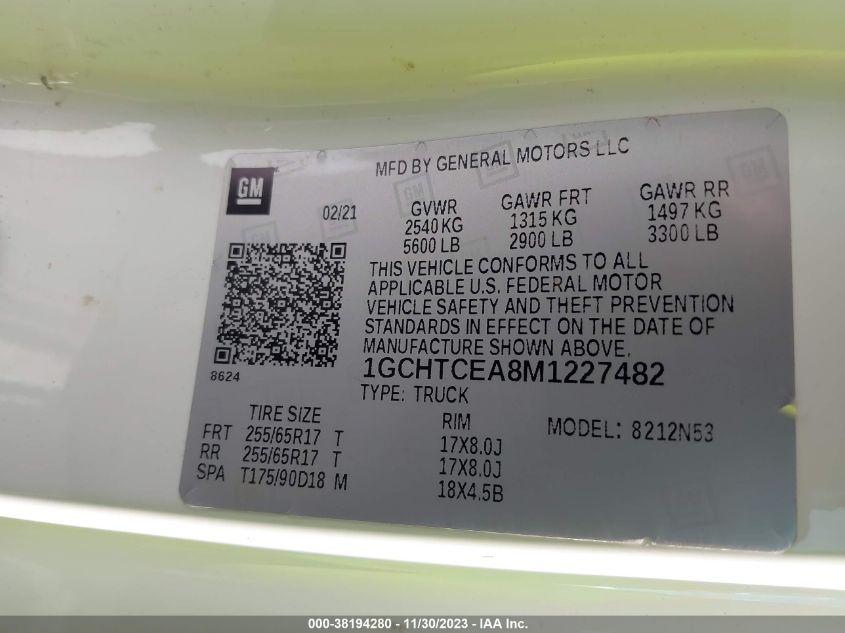 MFD BY GENERAL MOTORS LLC
GM
02/21
GVWR GAWR FRT GAWR RR
2540 KG 1315 KG 1497 KG
5600 LB 2900 LB 3300 LB
THIS VEHICLE CONFORMS TO ALL
APPLICABLE U.S. FEDERAL MOTOR
VEHICLE SAFETY AND THEFT PREVENTION
STANDARDS IN EFFECT ON THE DATE OF
MANUFACTURE SHOWN ABOVE.
8624
1GCHTCEA8M1227482
TYPE: TRUCK
TIRE SIZE RIM MODEL: 8212N53
FRT 255/65R17 T 17X8.0J
RR 255/65R17 T 17X8.0J
SPA T175/90D18 M 18X4.5B
000-38194280 - 11/30/2023 - IAA Inc.